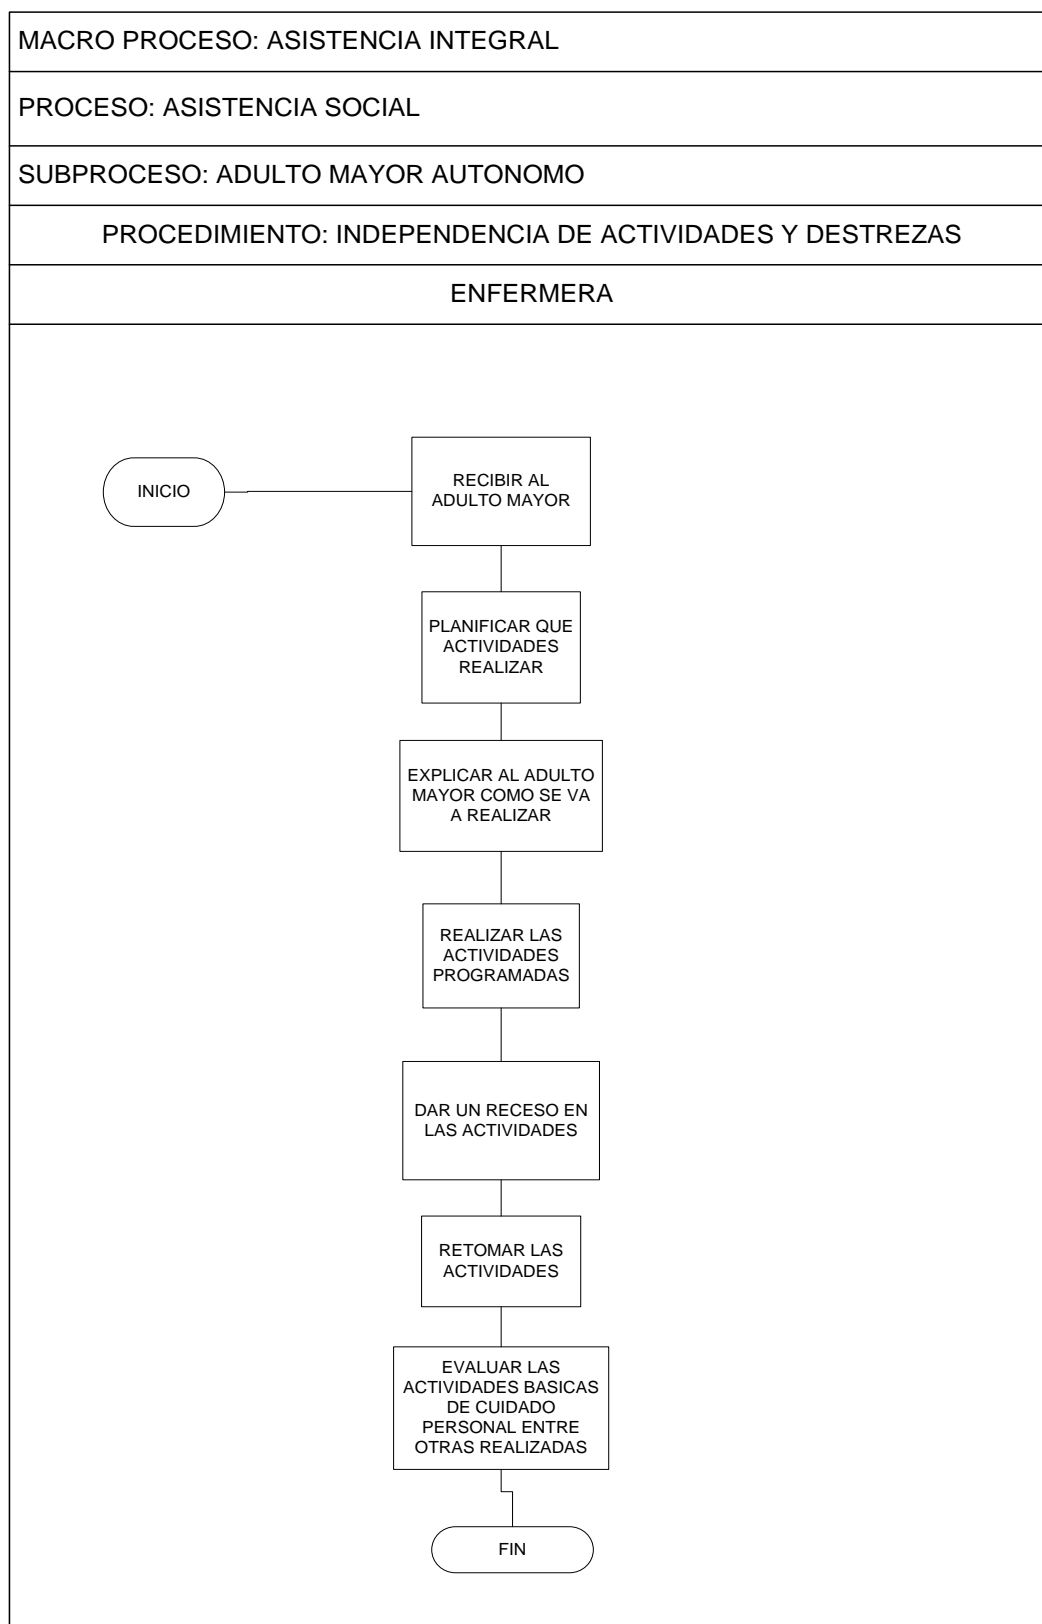 MACRO PROCESO: ASISTENCIA INTEGRAL
PROCESO: ASISTENCIA SOCIAL
SUBPROCESO: ADULTO MAYOR AUTONOMO
PROCEDIMIENTO: INDEPENDENCIA DE ACTIVIDADES Y DESTREZAS
ENFERMERA
INICIO
RECIBIR AL
ADULTO MAYOR
PLANIFICAR QUE
ACTIVIDADES
REALIZAR
EXPLICAR AL ADULTO
MAYOR COMO SE VA
A REALIZAR
REALIZAR LAS
ACTIVIDADES
PROGRAMADAS
DAR UN RECESO EN
LAS ACTIVIDADES
RETOMAR LAS
ACTIVIDADES
EVALUAR LAS
ACTIVIDADES BASICAS
DE CUIDADO
PERSONAL ENTRE
OTRAS REALIZADAS
FIN